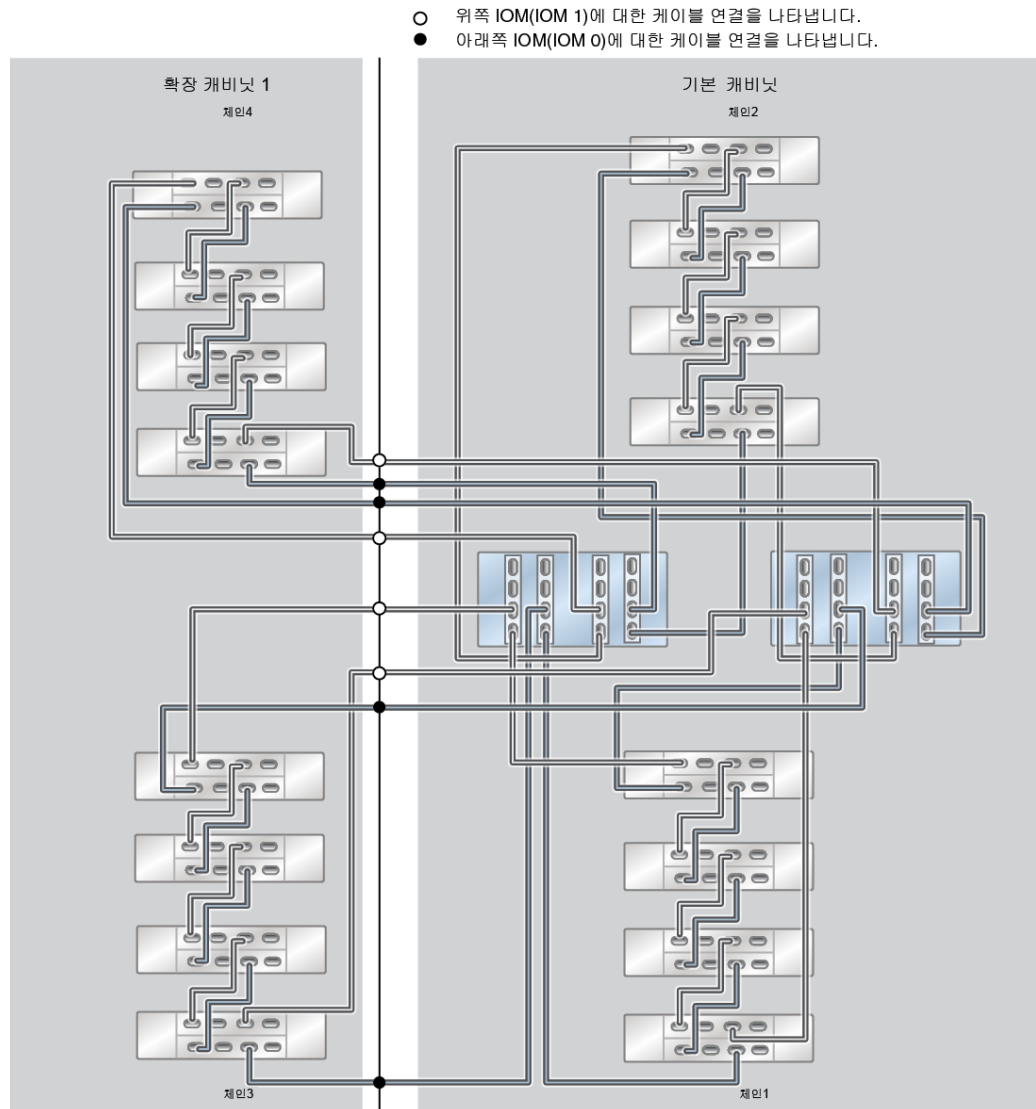 위쪽 IOM(IOM 1)에 대한 케이블 연결을 나타냅니다.
아래쪽 IOM(IOM 0)에 대한 케이블 연결을 나타냅니다.
확장 캐비닛 1
체인4
기본 캐비닛
체인2
체인3
체인1